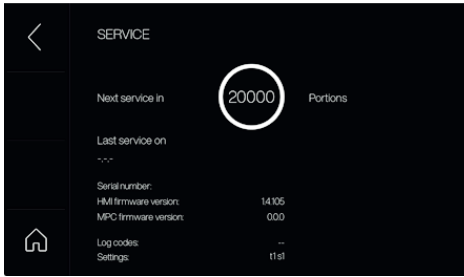 SERVICE
Next service in 20000 Portions
Last service on
-.-.-
Serial number:
HMI firmware version: 1.4.105
MPC firmware version: 0.0.0
Log codes: --
Settings: t1 s1